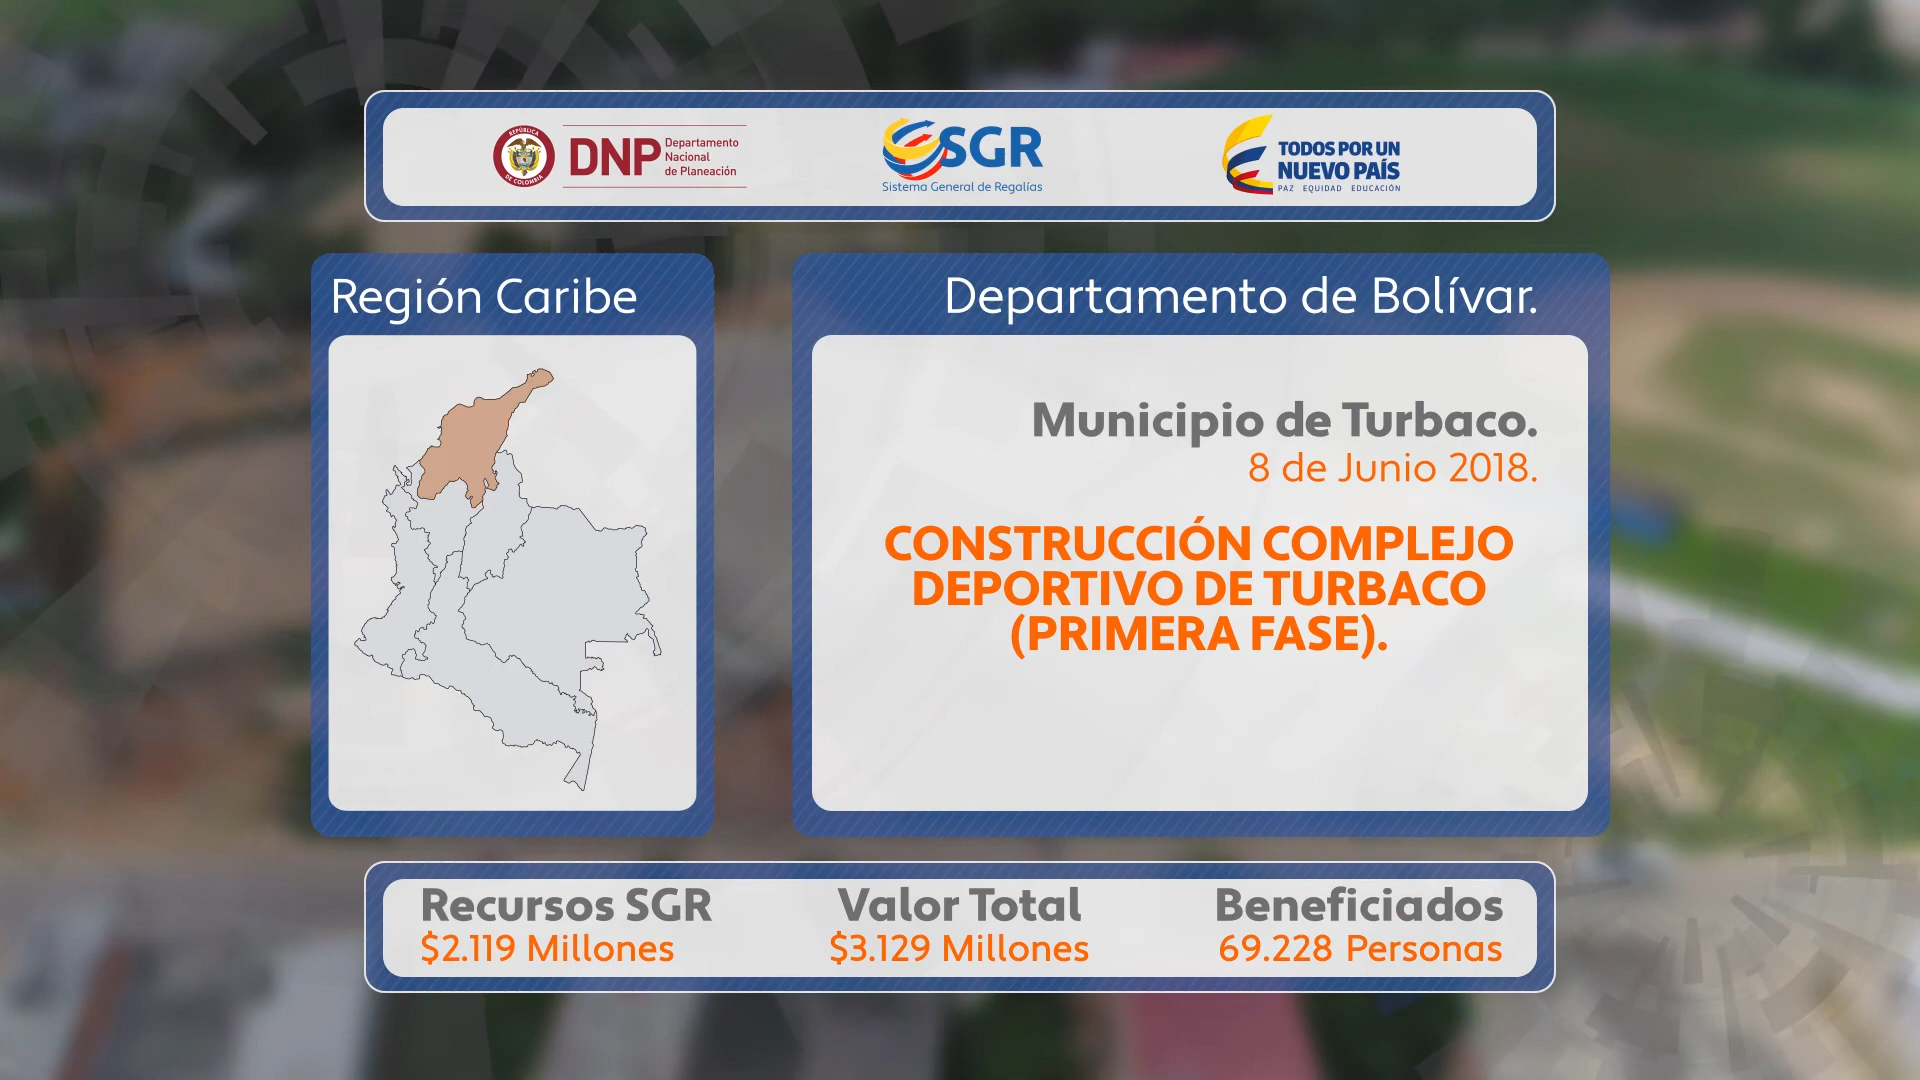 REPÚBLICA
DE COLOMBIA
DNP
Departamento
Nacional
de Planeación
SGR
Sistema General de Regalías
TODOS POR UN
NUEVO PAÍS
PAZ EQUIDAD EDUCACIÓN
Región Caribe
Departamento de Bolívar.
Municipio de Turbaco.
8 de Junio 2018.
CONSTRUCCIÓN COMPLEJO
DEPORTIVO DE TURBACO
(PRIMERA FASE).
Recursos SGR
$2.119 Millones
Valor Total
$3.129 Millones
Beneficiados
69.228 Personas